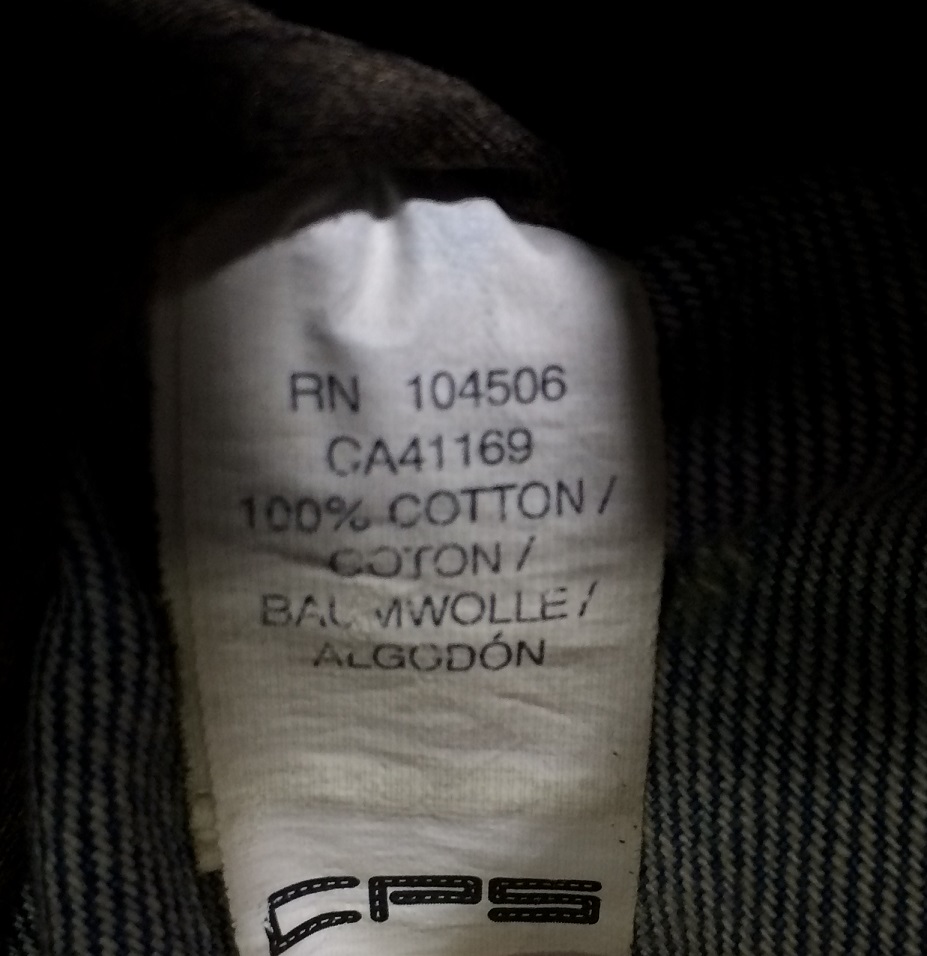 RN 104506
CA41169
100% COTTON /
COTON /
BAUMWOLLE /
ALGODÓN
CPS